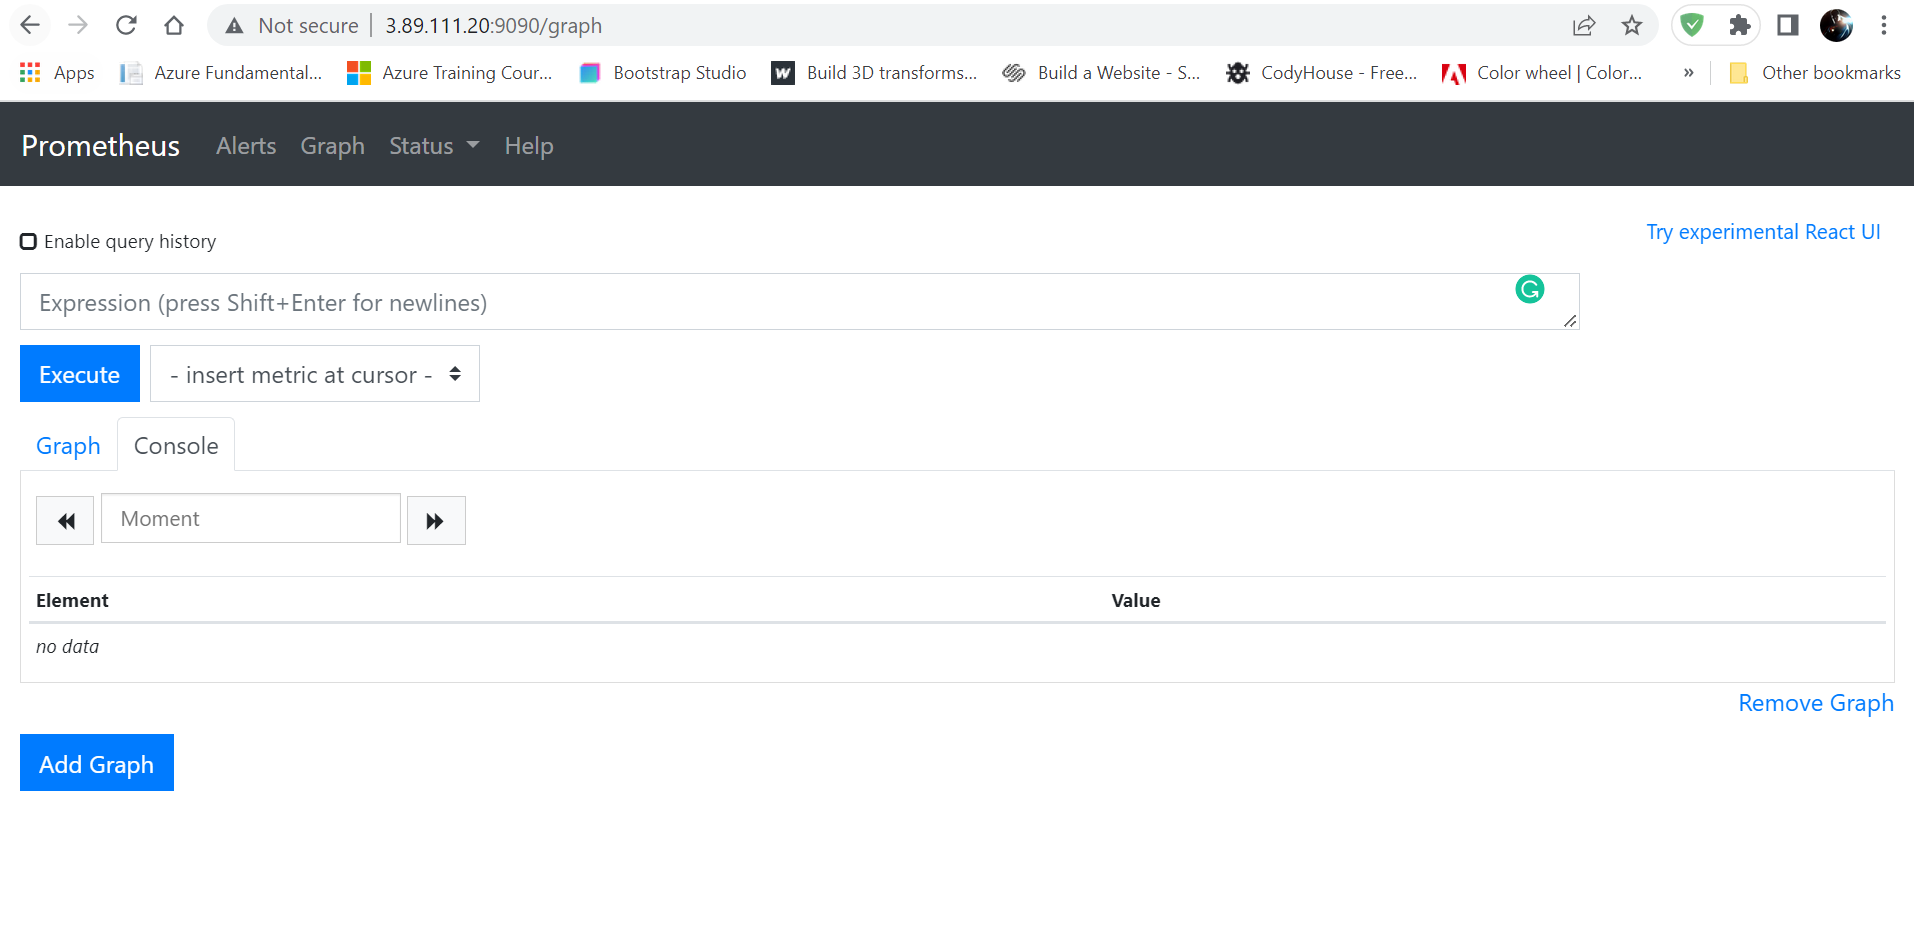 Not secure 3.89.111.20:9090/graph
Apps Azure Fundamental... Azure Training Cour... Bootstrap Studio W Build 3D transforms... Build a Website - S... CodyHouse - Free... Color wheel | Color... » Other bookmarks
Prometheus Alerts Graph Status Help
Enable query history Try experimental React UI
Expression (press Shift+Enter for newlines)
Execute - insert metric at cursor -
Graph Console
Moment
Element Value
no data
Remove Graph
Add Graph